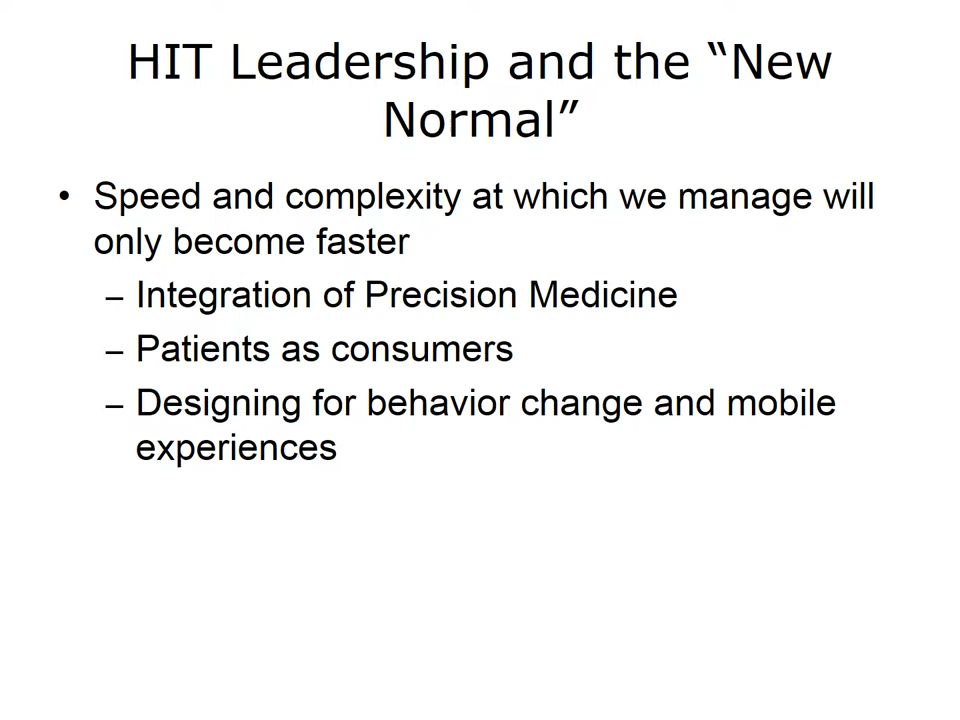 HIT Leadership and the “New
Normal”
• Speed and complexity at which we manage will
only become faster
– Integration of Precision Medicine
– Patients as consumers
– Designing for behavior change and mobile
experiences